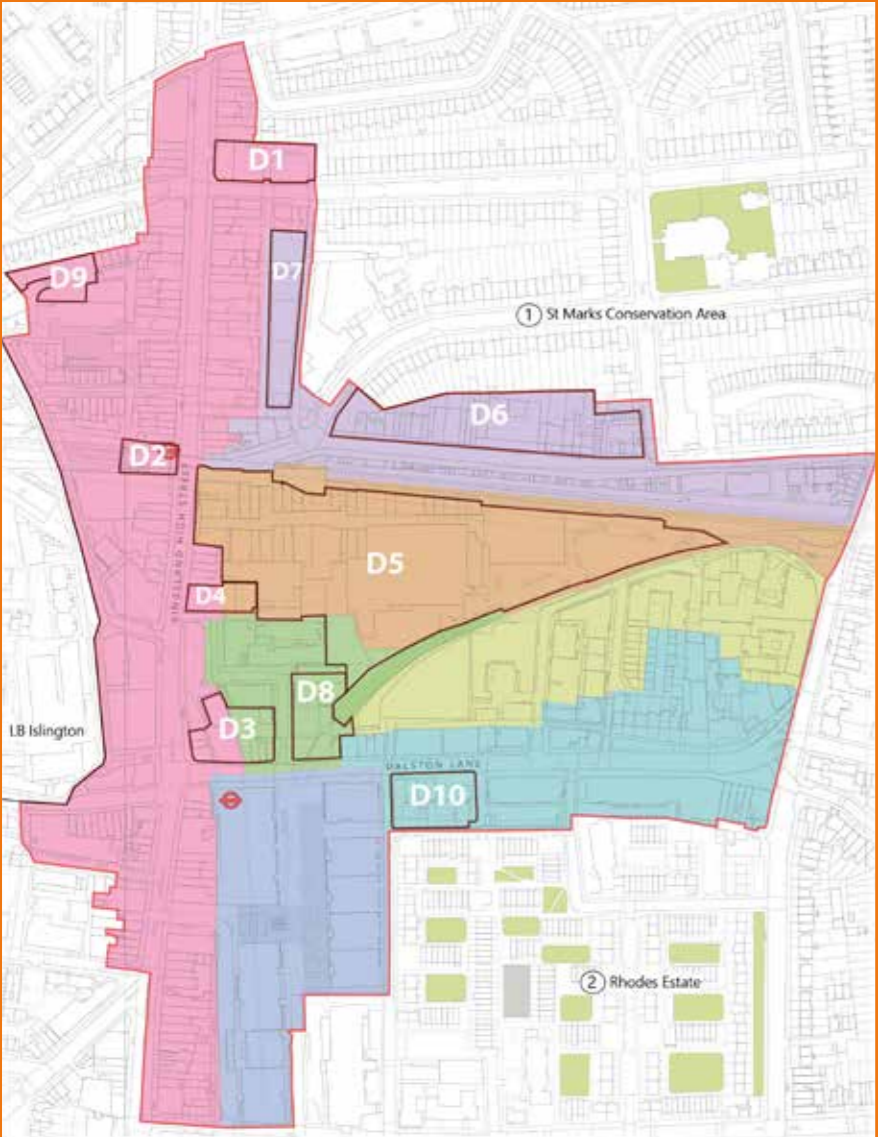 D1
D9
D7
1 St Marks Conservation Area
D6
D2
KINGSLAND HIGH STREET
D5
D4
D8
D3
LB Islington
DALSTON LANE
D10
2 Rhodes Estate